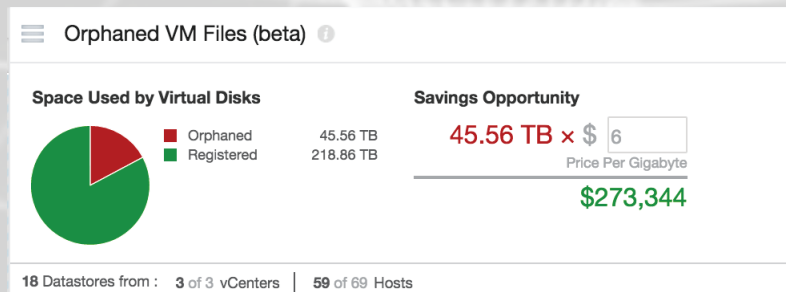 Orphaned VM Files (beta) i
Space Used by Virtual Disks
Orphaned 45.56 TB
Registered 218.86 TB
Savings Opportunity
45.56 TB × $ 6
Price Per Gigabyte
$273,344
18 Datastores from : 3 of 3 vCenters | 59 of 69 Hosts